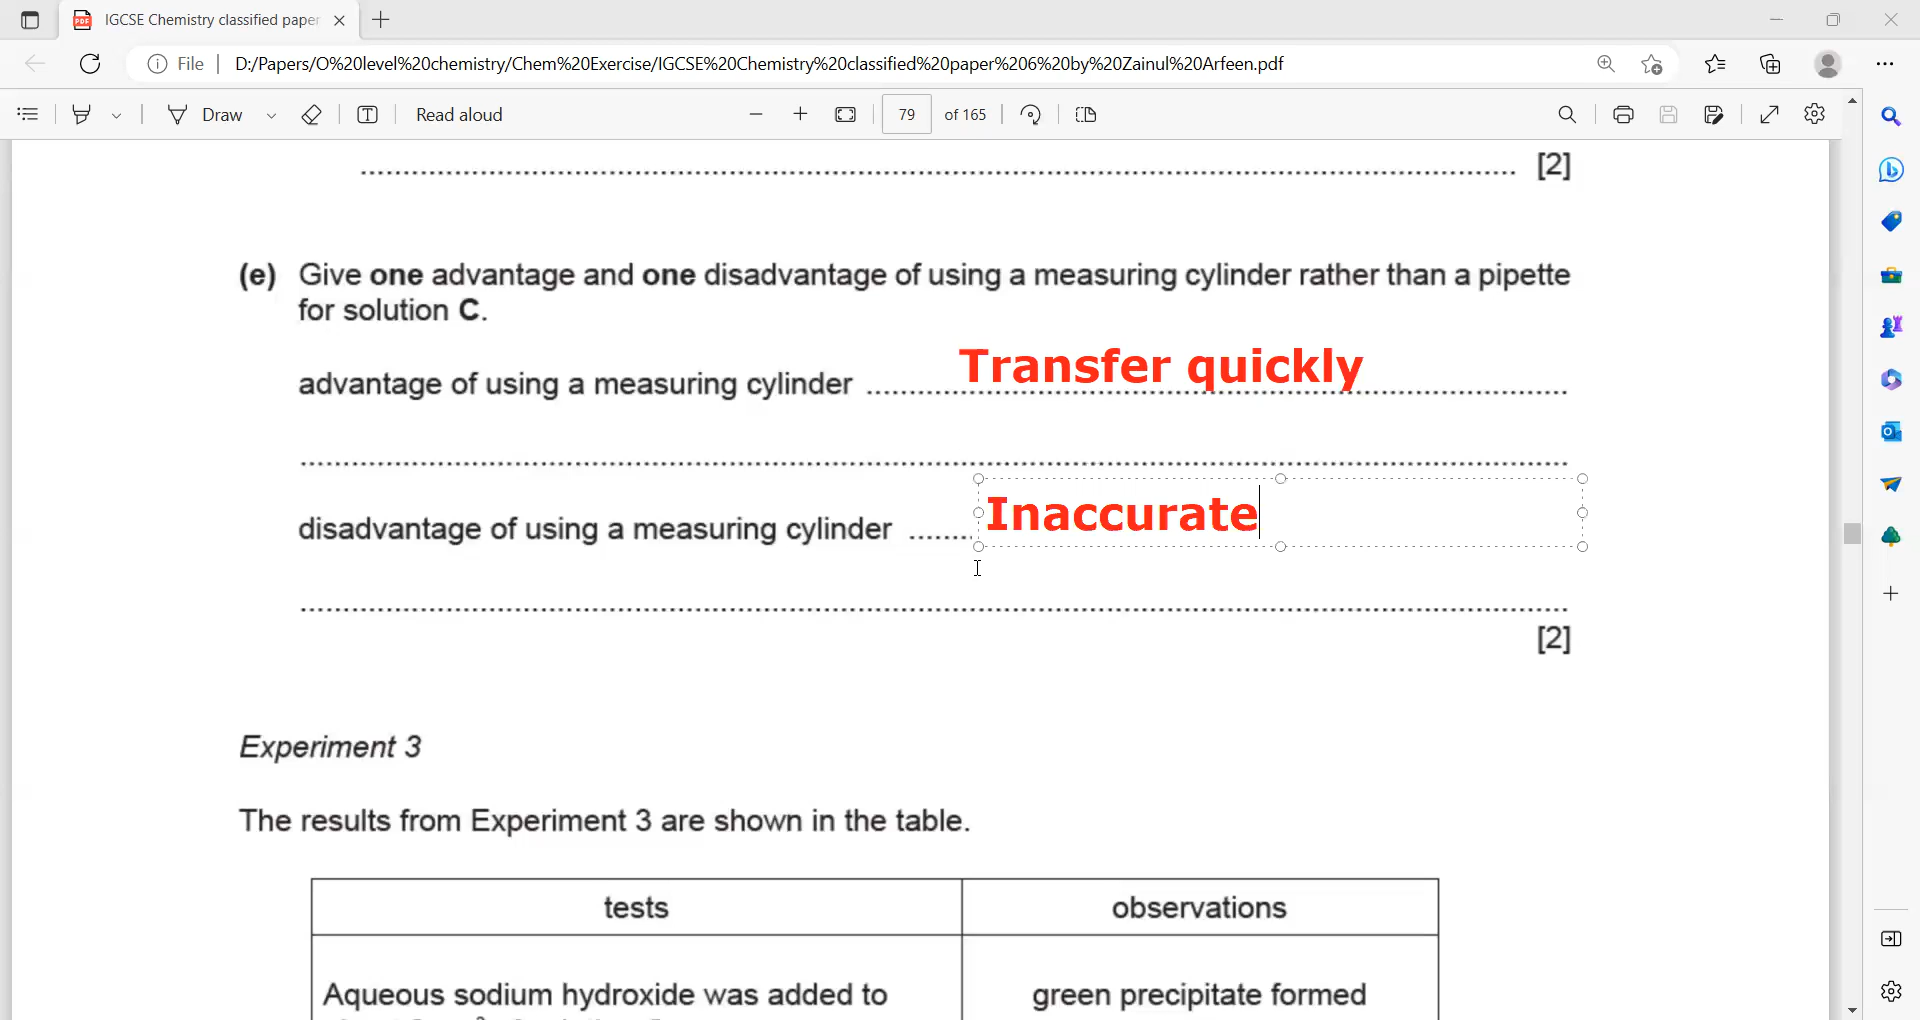 IGCSE Chemistry classified paper
File
D:/Papers/O%20level%20chemistry/Chem%20Exercise/IGCSE%20Chemistry%20classified%20paper%206%20by%20Zainul%20Arfeen.pdf
Draw
Read aloud
79 of 165
[2]
(e) Give one advantage and one disadvantage of using a measuring cylinder rather than a pipette
for solution C.
Transfer quickly
advantage of using a measuring cylinder
Inaccurate
disadvantage of using a measuring cylinder
[2]
Experiment 3
The results from Experiment 3 are shown in the table.
tests observations
Aqueous sodium hydroxide was added to green precipitate formed